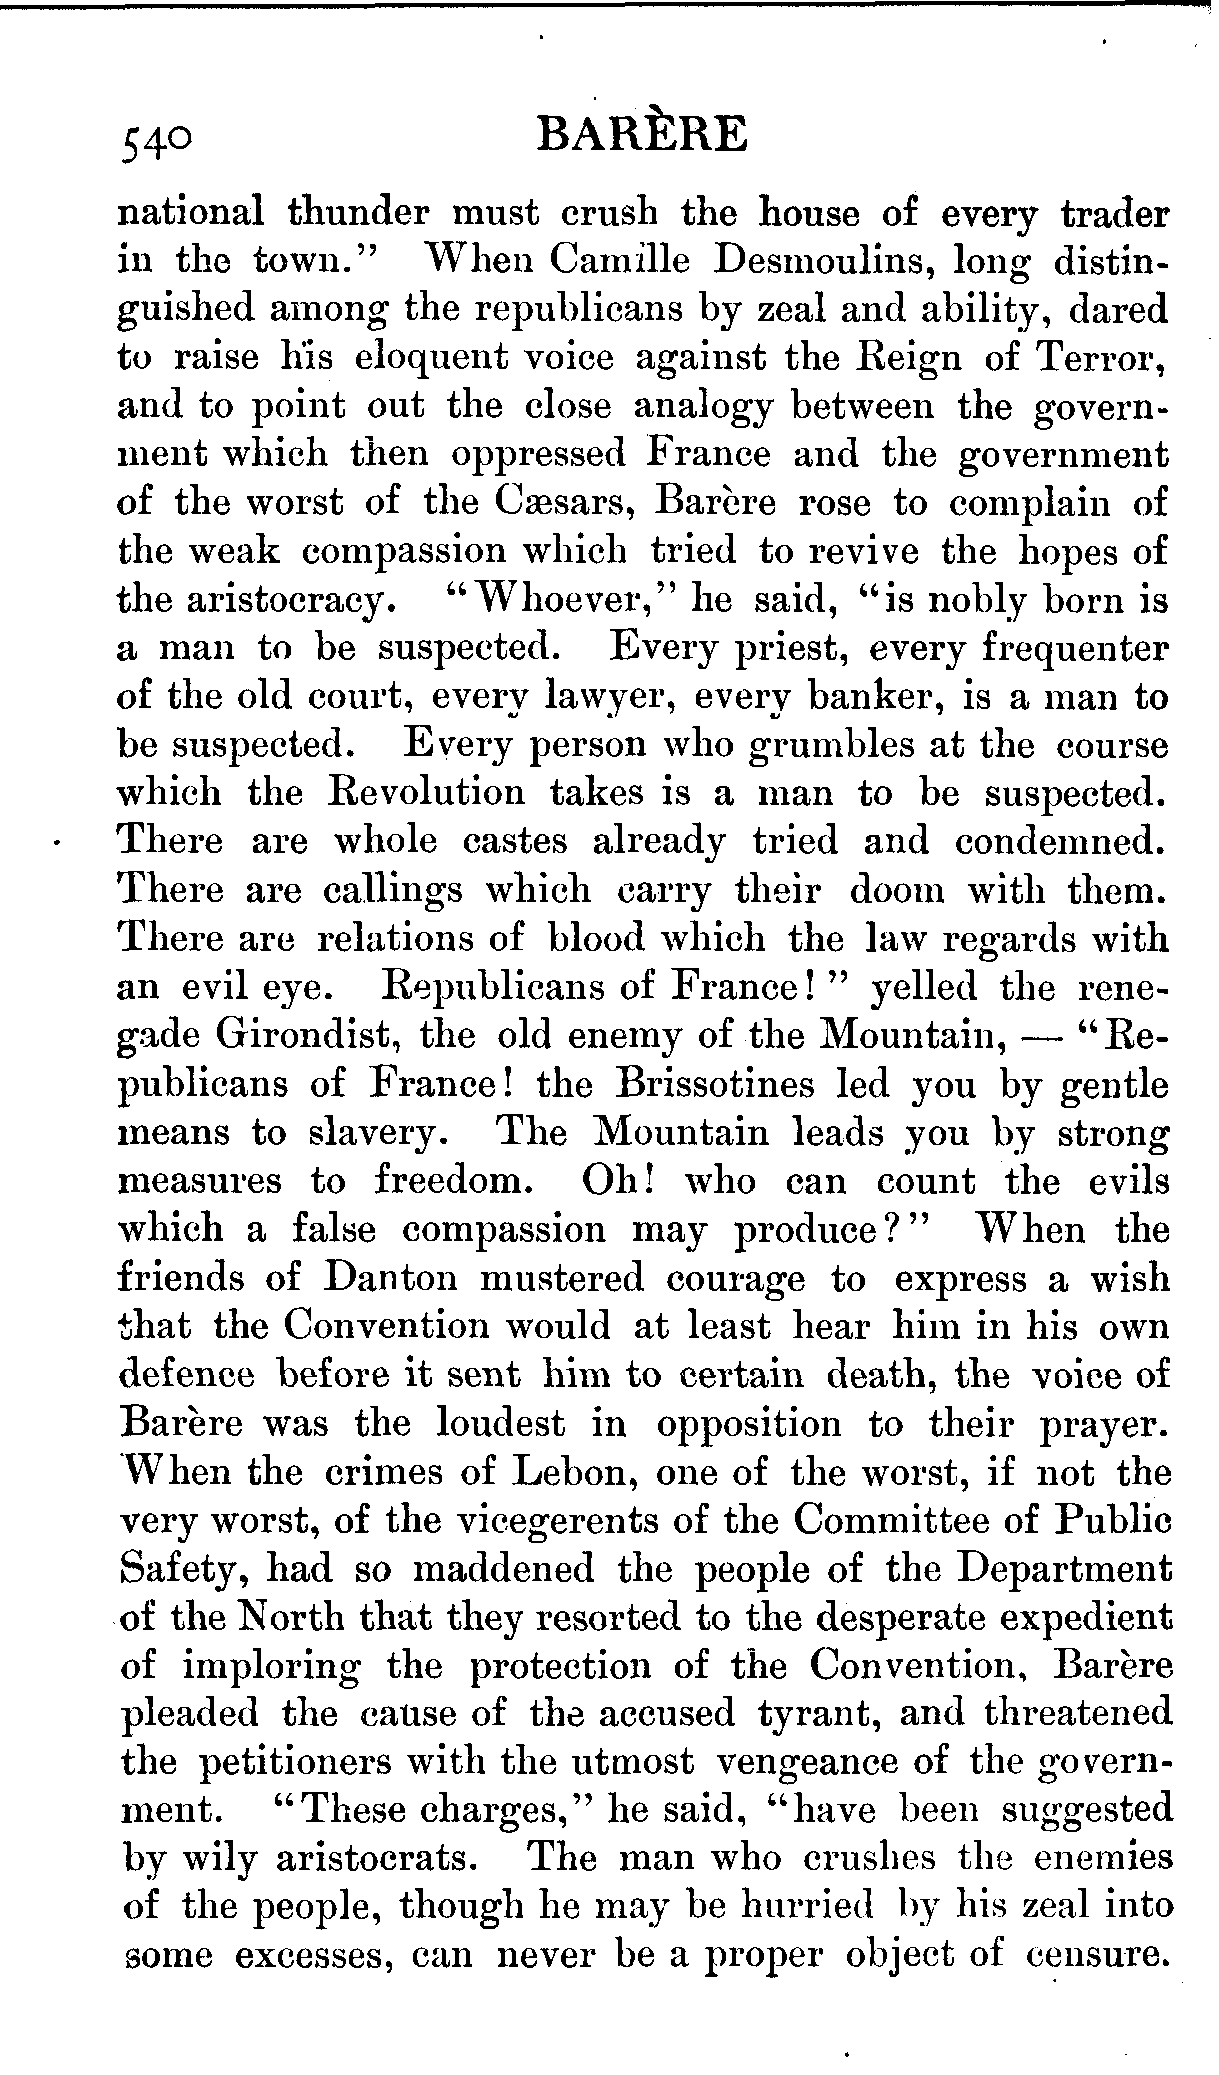 540 BARÈRE
national thunder must crush the house of every trader
in the town." When Camille Desmoulins, long distin-
guished among the republicans by zeal and ability, dared
to raise his eloquent voice against the Reign of Terror,
and to point out the close analogy between the govern-
ment which then oppressed France and the government
of the worst of the Cæsars, Barère rose to complain of
the weak compassion which tried to revive the hopes of
the aristocracy. "Whoever," he said, "is nobly born is
a man to be suspected. Every priest, every frequenter
of the old court, every lawyer, every banker, is a man to
be suspected. Every person who grumbles at the course
which the Revolution takes is a man to be suspected.
There are whole castes already tried and condemned.
There are callings which carry their doom with them.
There are relations of blood which the law regards with
an evil eye. Republicans of France!" yelled the rene-
gade Girondist, the old enemy of the Mountain, — "Re-
publicans of France! the Brissotines led you by gentle
means to slavery. The Mountain leads you by strong
measures to freedom. Oh! who can count the evils
which a false compassion may produce?" When the
friends of Danton mustered courage to express a wish
that the Convention would at least hear him in his own
defence before it sent him to certain death, the voice of
Barère was the loudest in opposition to their prayer.
When the crimes of Lebon, one of the worst, if not the
very worst, of the vicegerents of the Committee of Public
Safety, had so maddened the people of the Department
of the North that they resorted to the desperate expedient
of imploring the protection of the Convention, Barère
pleaded the cause of the accused tyrant, and threatened
the petitioners with the utmost vengeance of the govern-
ment. "These charges," he said, "have been suggested
by wily aristocrats. The man who crushes the enemies
of the people, though he may be hurried by his zeal into
some excesses, can never be a proper object of censure.